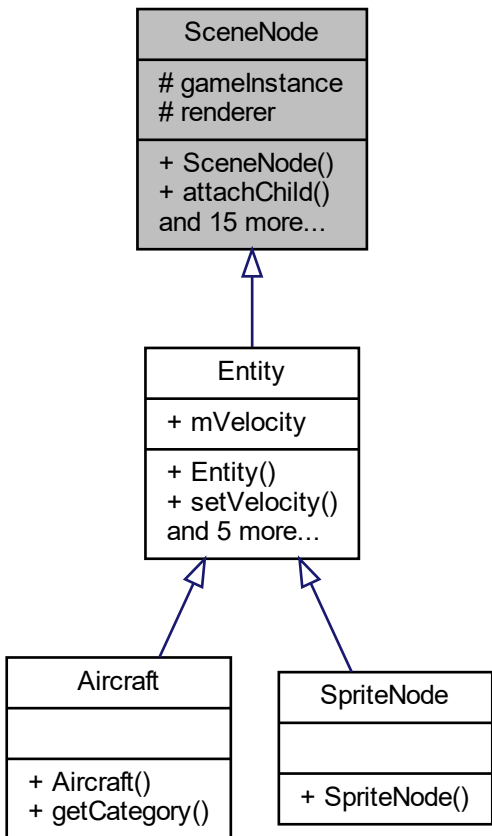 SceneNode
# gameInstance
# renderer
+ SceneNode()
+ attachChild()
and 15 more...
Entity
+ mVelocity
+ Entity()
+ setVelocity()
and 5 more...
Aircraft
+ Aircraft()
+ getCategory()
SpriteNode
+ SpriteNode()